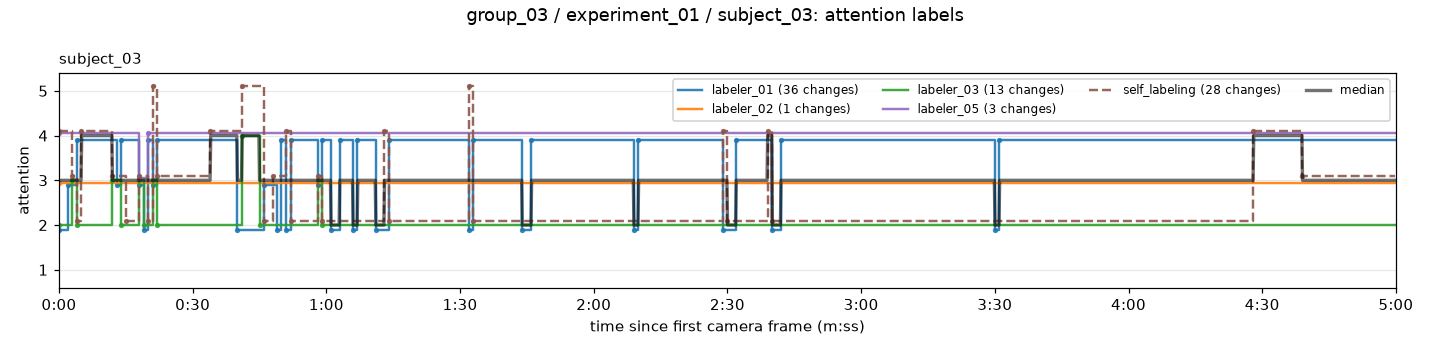 group_03 / experiment_01 / subject_03: attention labels
subject_03
labeler_01 (36 changes)
labeler_02 (1 changes)
labeler_03 (13 changes)
labeler_05 (3 changes)
self_labeling (28 changes)
median
attention
5
4
3
2
1
0:00 0:30 1:00 1:30 2:00 2:30 3:00 3:30 4:00 4:30 5:00
time since first camera frame (m:ss)